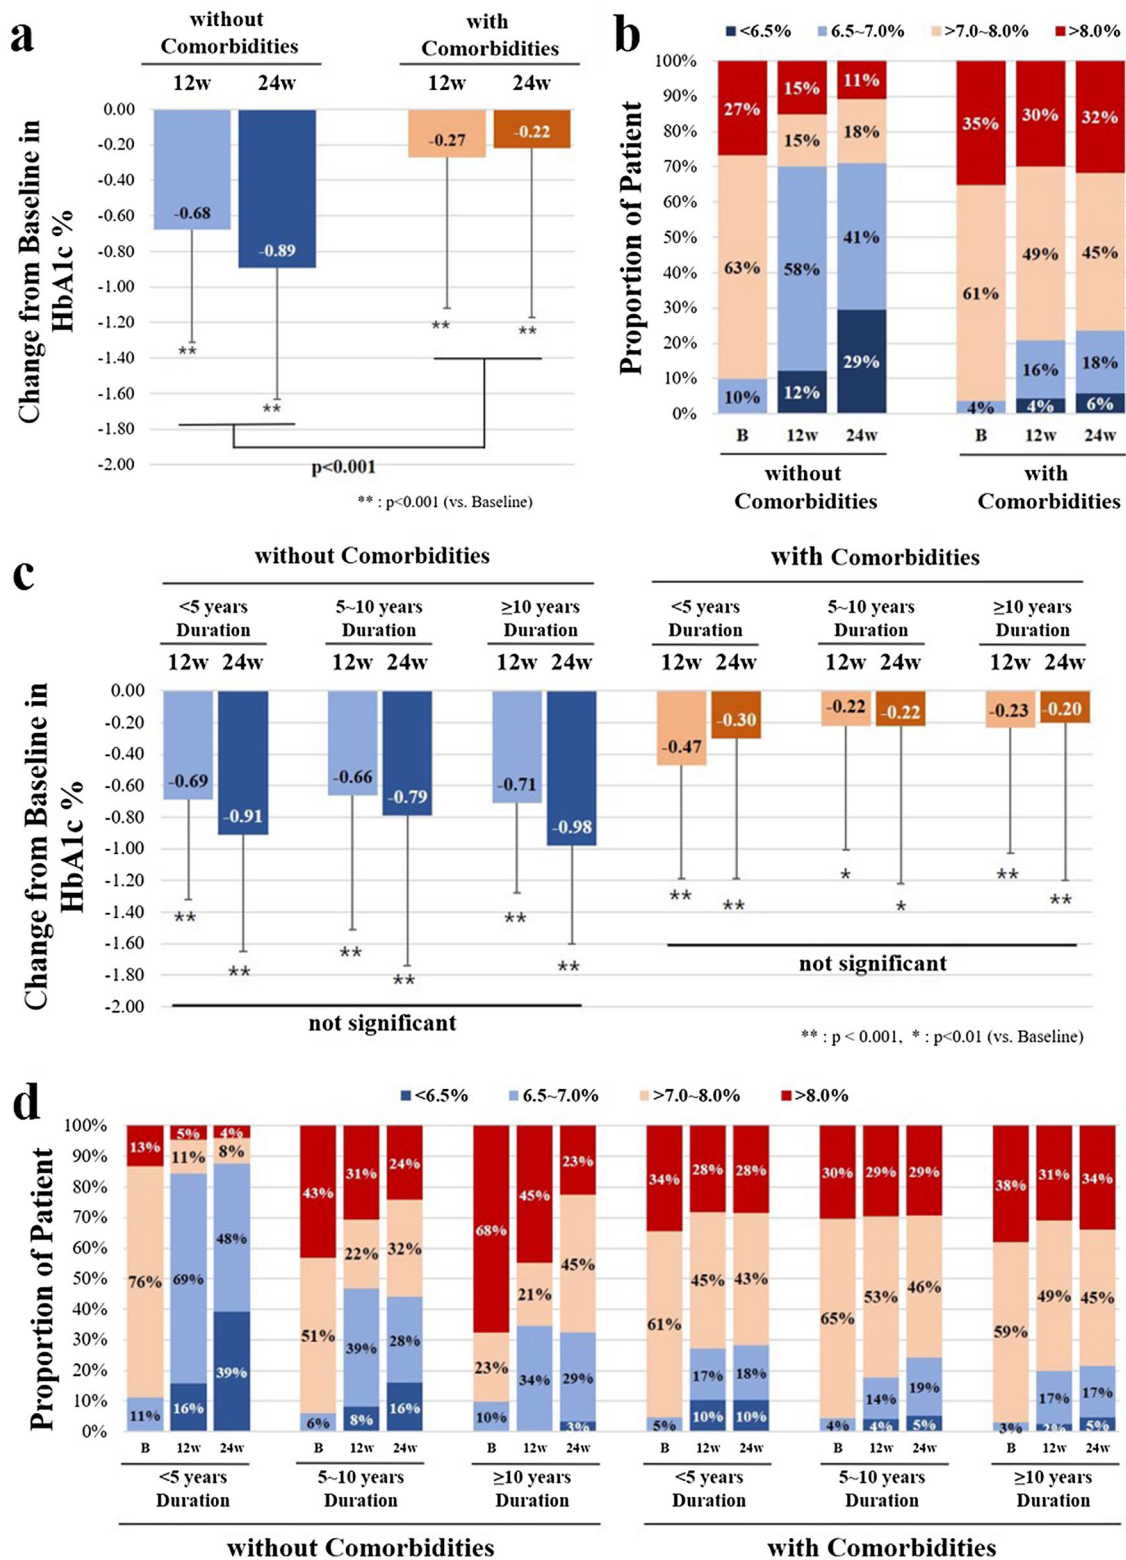 a
without
Comorbidities
with
Comorbidities
12w 24w 12w 24w
0.00
-0.20
-0.40
-0.60
-0.80
-1.00
-1.20
-1.40
-1.60
-1.80
-2.00
Change from Baseline in
HbA1c %
-0.68
-0.89
-0.27
-0.22
**
**
**
**
p<0.001
** : p<0.001 (vs. Baseline)
b
<6.5% 6.5~7.0% >7.0~8.0% >8.0%
100%
90%
80%
70%
60%
50%
40%
30%
20%
10%
0%
Proportion of Patient
27% 15% 11% 35% 30% 32%
63% 15% 18% 61% 49% 45%
10% 58% 41% 4% 16% 18%
12% 29% 4% 6%
B 12w 24w B 12w 24w
without
Comorbidities
with
Comorbidities
c
without Comorbidities with Comorbidities
<5 years
Duration
5~10 years
Duration
≥10 years
Duration
<5 years
Duration
5~10 years
Duration
≥10 years
Duration
12w 24w 12w 24w 12w 24w 12w 24w 12w 24w 12w 24w
0.00
-0.20
-0.40
-0.60
-0.80
-1.00
-1.20
-1.40
-1.60
-1.80
-2.00
Change from Baseline in
HbA1c %
-0.69 -0.91 -0.66 -0.79 -0.71 -0.98 -0.47 -0.30 -0.22 -0.22 -0.23 -0.20
** ** ** ** ** ** ** ** * * ** **
not significant
not significant
** : p < 0.001, * : p<0.01 (vs. Baseline)
d
<6.5% 6.5~7.0% >7.0~8.0% >8.0%
100%
90%
80%
70%
60%
50%
40%
30%
20%
10%
0%
Proportion of Patient
13% 5% 4% 43% 31% 24% 68% 45% 23% 34% 28% 28% 30% 29% 29% 38% 31% 34%
76% 11% 8% 51% 22% 32% 23% 21% 45% 61% 45% 43% 65% 53% 46% 59% 49% 45%
11% 69% 48% 6% 39% 28% 10% 34% 29% 5% 17% 18% 4% 14% 19% 3% 17% 17%
16% 39% 8% 16% 3% 10% 10% 4% 5% 2% 5%
B 12w 24w B 12w 24w B 12w 24w B 12w 24w B 12w 24w B 12w 24w
<5 years
Duration
5~10 years
Duration
≥10 years
Duration
<5 years
Duration
5~10 years
Duration
≥10 years
Duration
without Comorbidities with Comorbidities